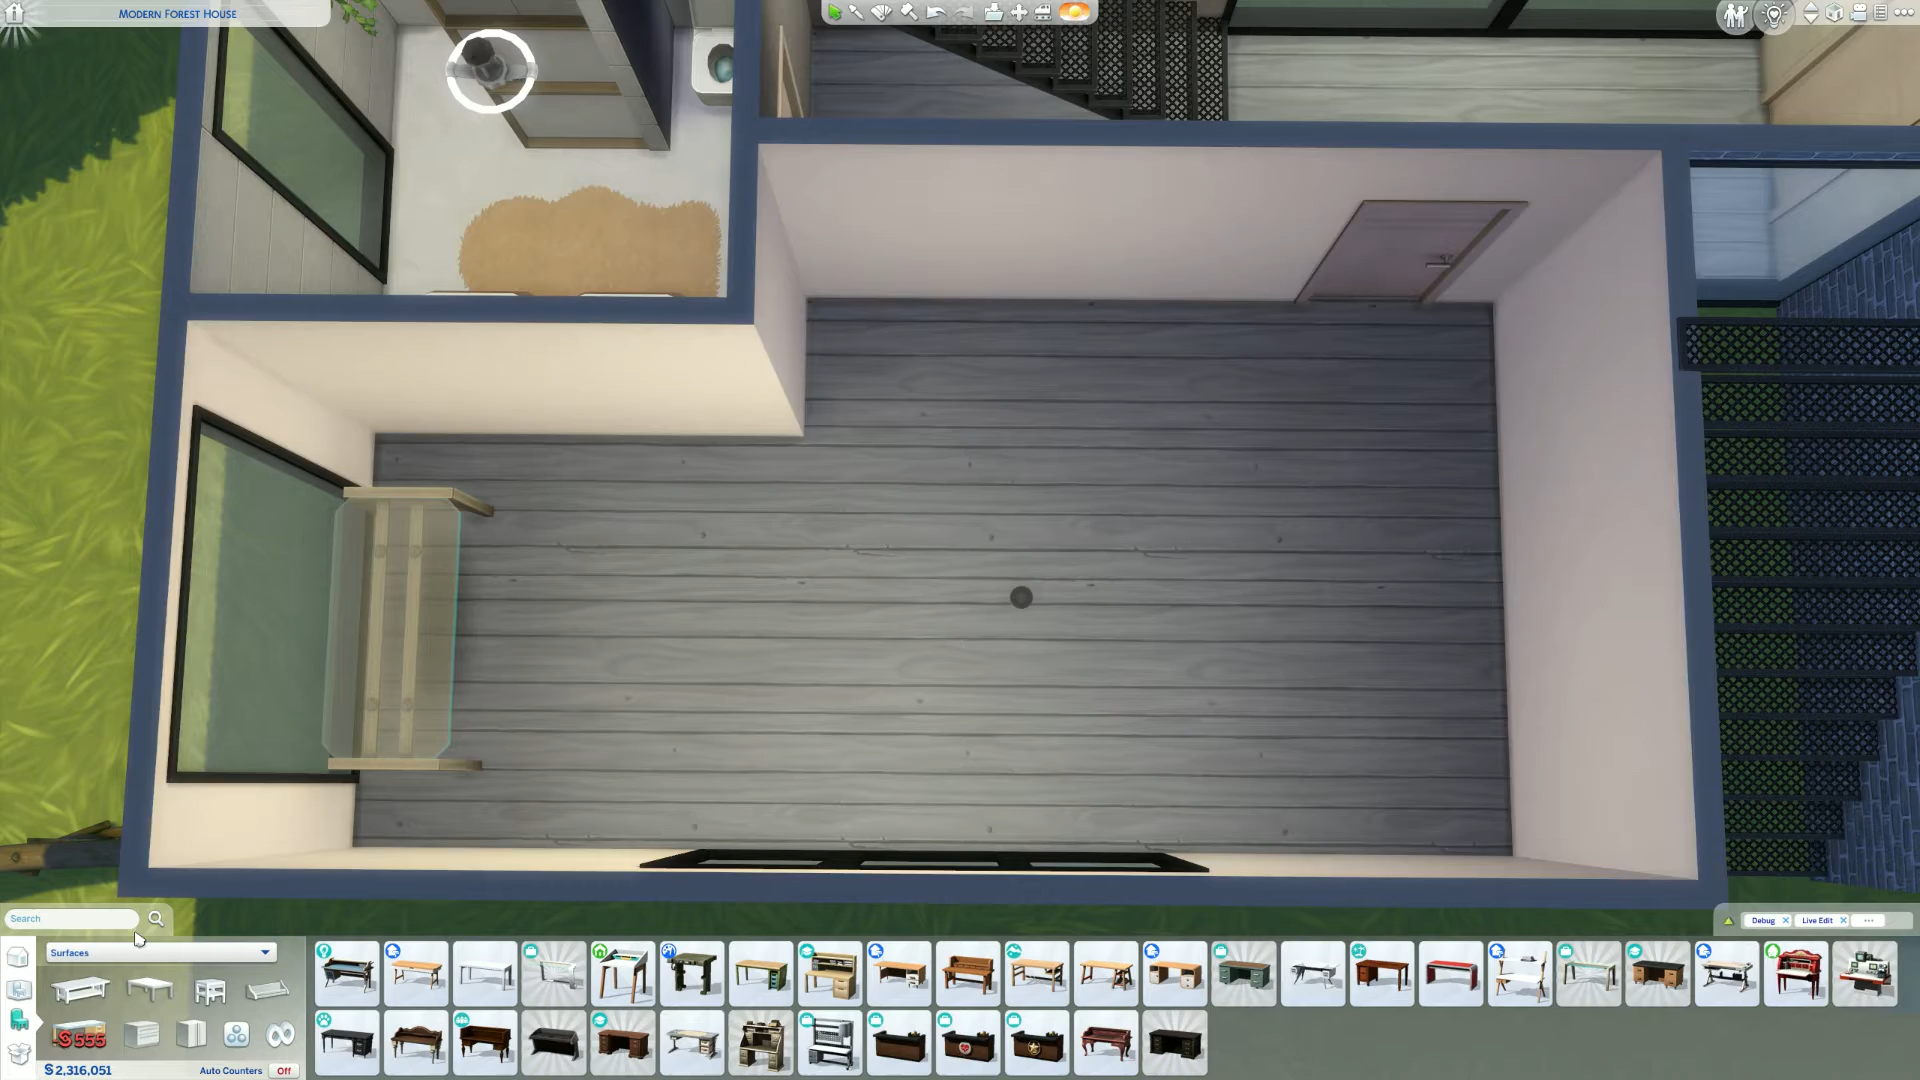 MODERN FOREST HOUSE
Search
Debug
Live Edit
Surfaces
§555
§2,316,051
Auto Counters
Off